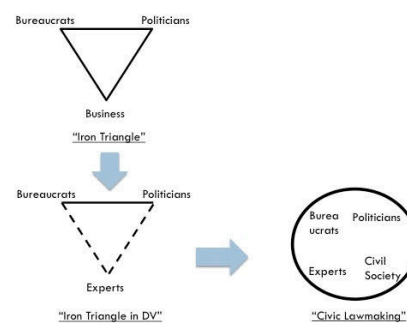 Bureaucrats Politicians
Business
"Iron Triangle"
Bureaucrats Politicians
Experts
"Iron Triangle in DV"
Burea
ucrats
Politicians
Experts
Civil
Society
"Civic Lawmaking"